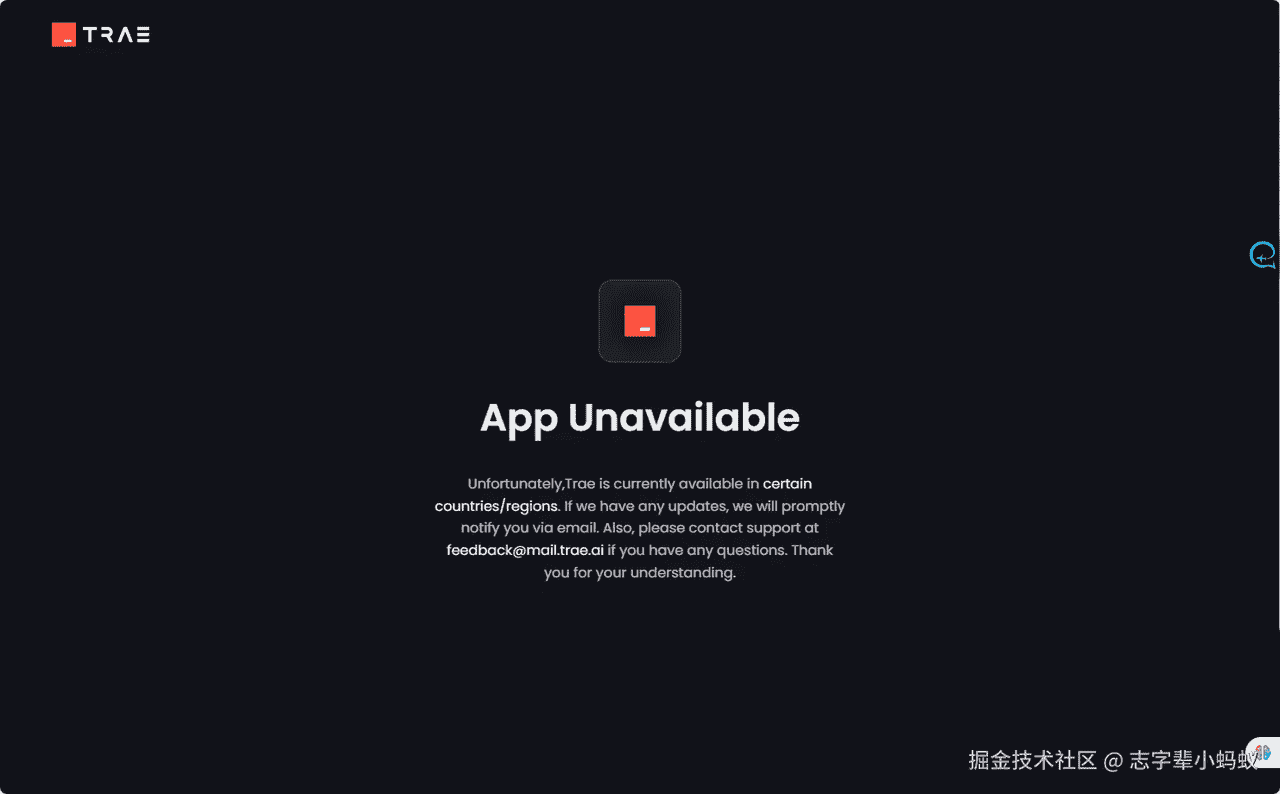 TRAE
App Unavailable
Unfortunately,Trae is currently available in certain
countries/regions. If we have any updates, we will promptly
notify you via email. Also, please contact support at
feedback@mail.trae.ai if you have any questions. Thank
you for your understanding.
掘金技术社区 @ 志字辈小蚂蚁